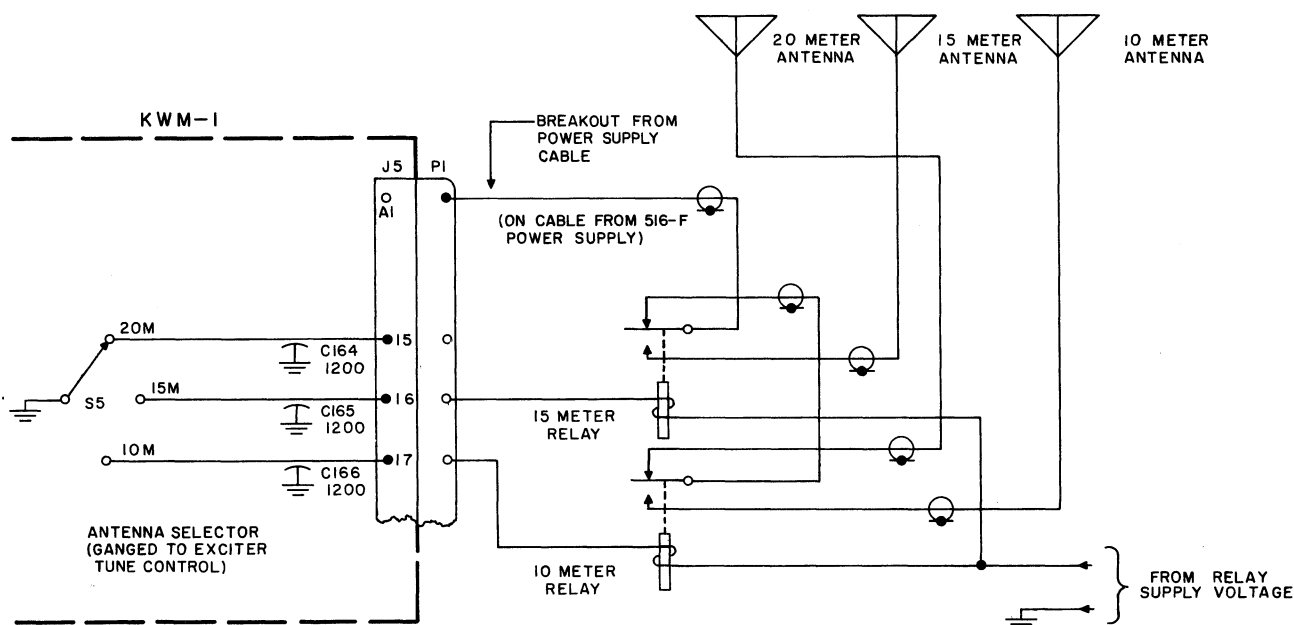 KWM-1
20 METER
ANTENNA
15 METER
ANTENNA
10 METER
ANTENNA
BREAKOUT FROM
POWER SUPPLY
CABLE
J5 P1
A1
(ON CABLE FROM 516-F
POWER SUPPLY)
20M
C164
1200
15
S5
15M
C165
1200
16
15 METER
RELAY
10M
C166
1200
17
ANTENNA SELECTOR
(GANGED TO EXCITER
TUNE CONTROL)
10 METER
RELAY
FROM RELAY
SUPPLY VOLTAGE